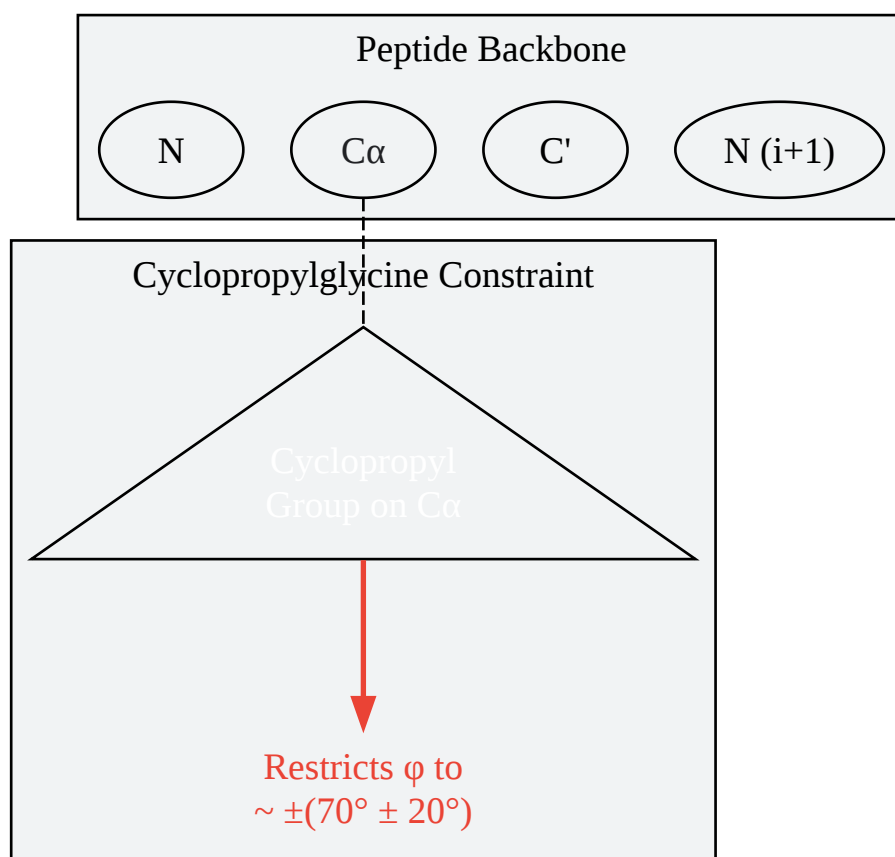 Peptide Backbone
N
Cα
C'
N (i+1)
Cyclopropylglycine Constraint
Cyclopropyl
Group on Cα
Restricts φ to
~ ±(70° ± 20°)